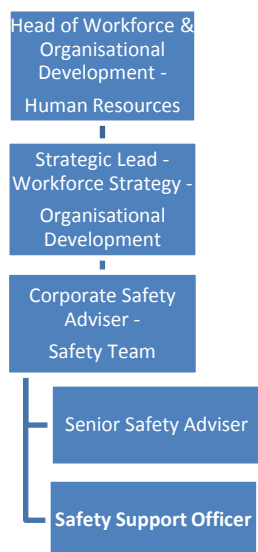 Head of Workforce &
Organisational
Development -
Human Resources
Strategic Lead -
Workforce Strategy -
Organisational
Development
Corporate Safety
Adviser -
Safety Team
Senior Safety Adviser
Safety Support Officer